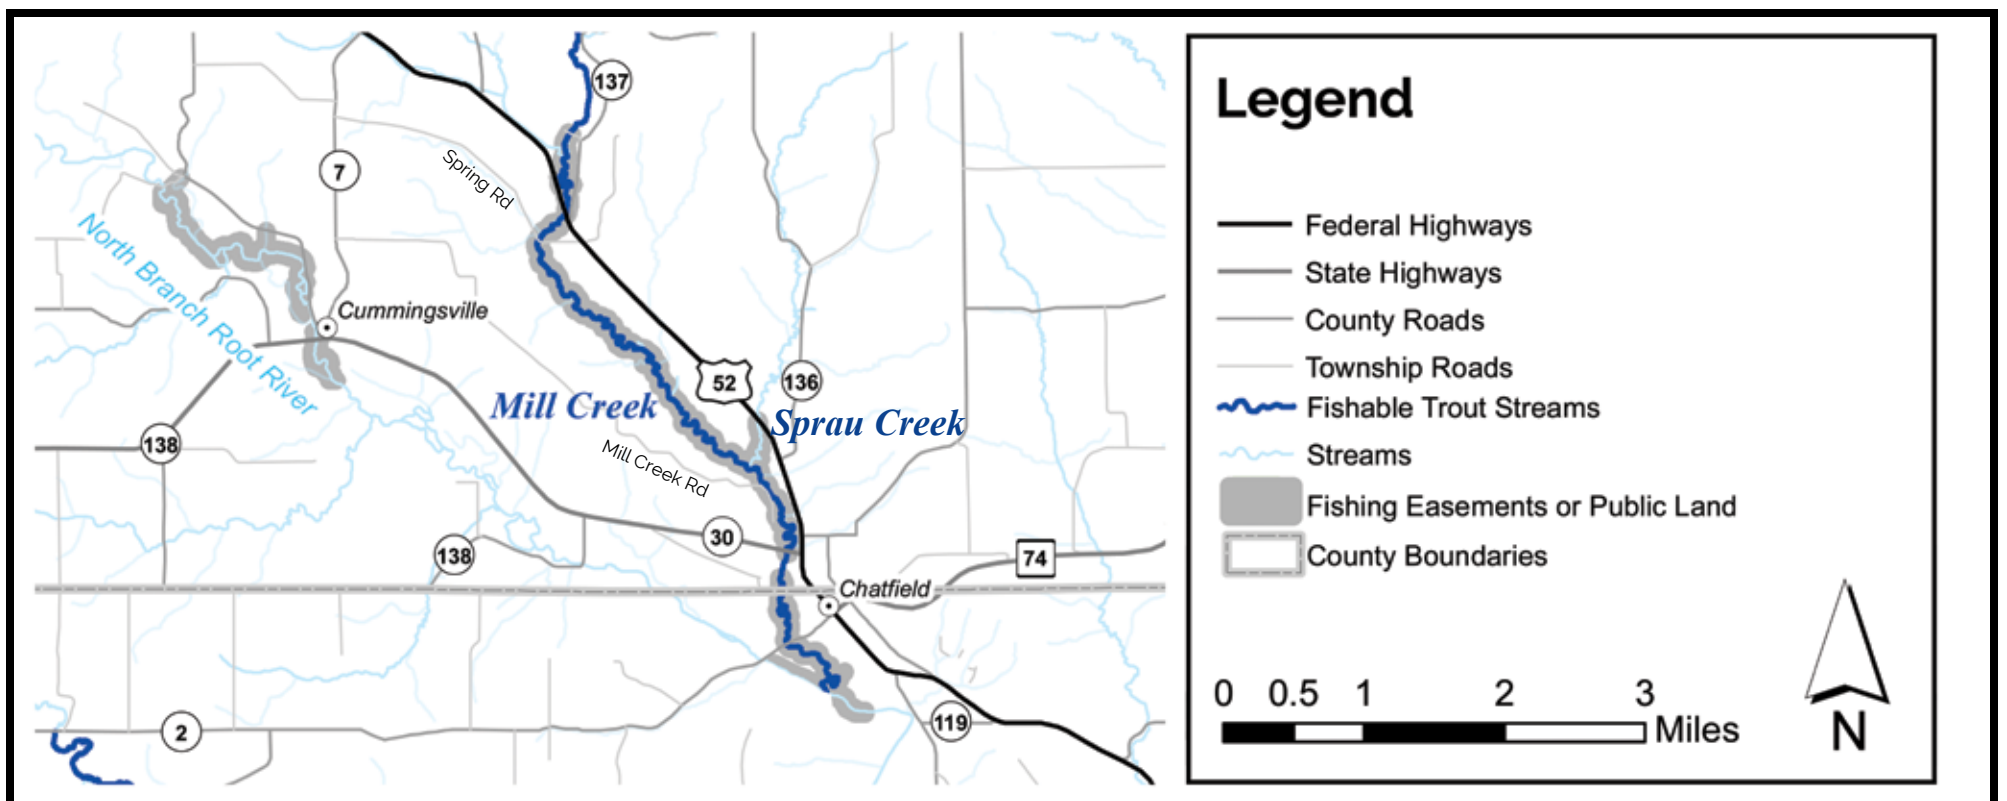 137
7
Spring Rd
North Branch Root River
Cummingsville
52
136
Mill Creek
Sprau Creek
138
Mill Creek Rd
30
138
74
Chatfield
2
119
Legend
Federal Highways
State Highways
County Roads
Township Roads
Fishable Trout Streams
Streams
Fishing Easements or Public Land
County Boundaries
0 0.5 1 2 3
Miles
N